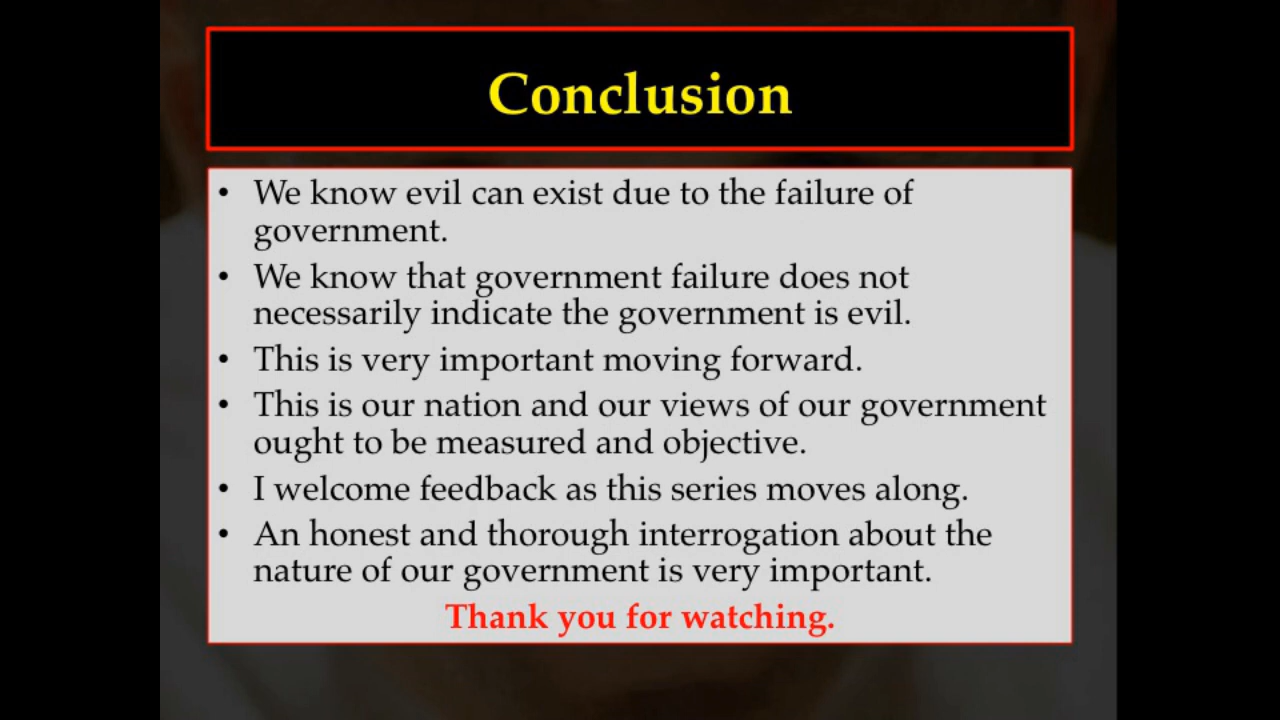 Conclusion
• We know evil can exist due to the failure of
government.
• We know that government failure does not
necessarily indicate the government is evil.
• This is very important moving forward.
• This is our nation and our views of our government
ought to be measured and objective.
• I welcome feedback as this series moves along.
• An honest and thorough interrogation about the
nature of our government is very important.
Thank you for watching.